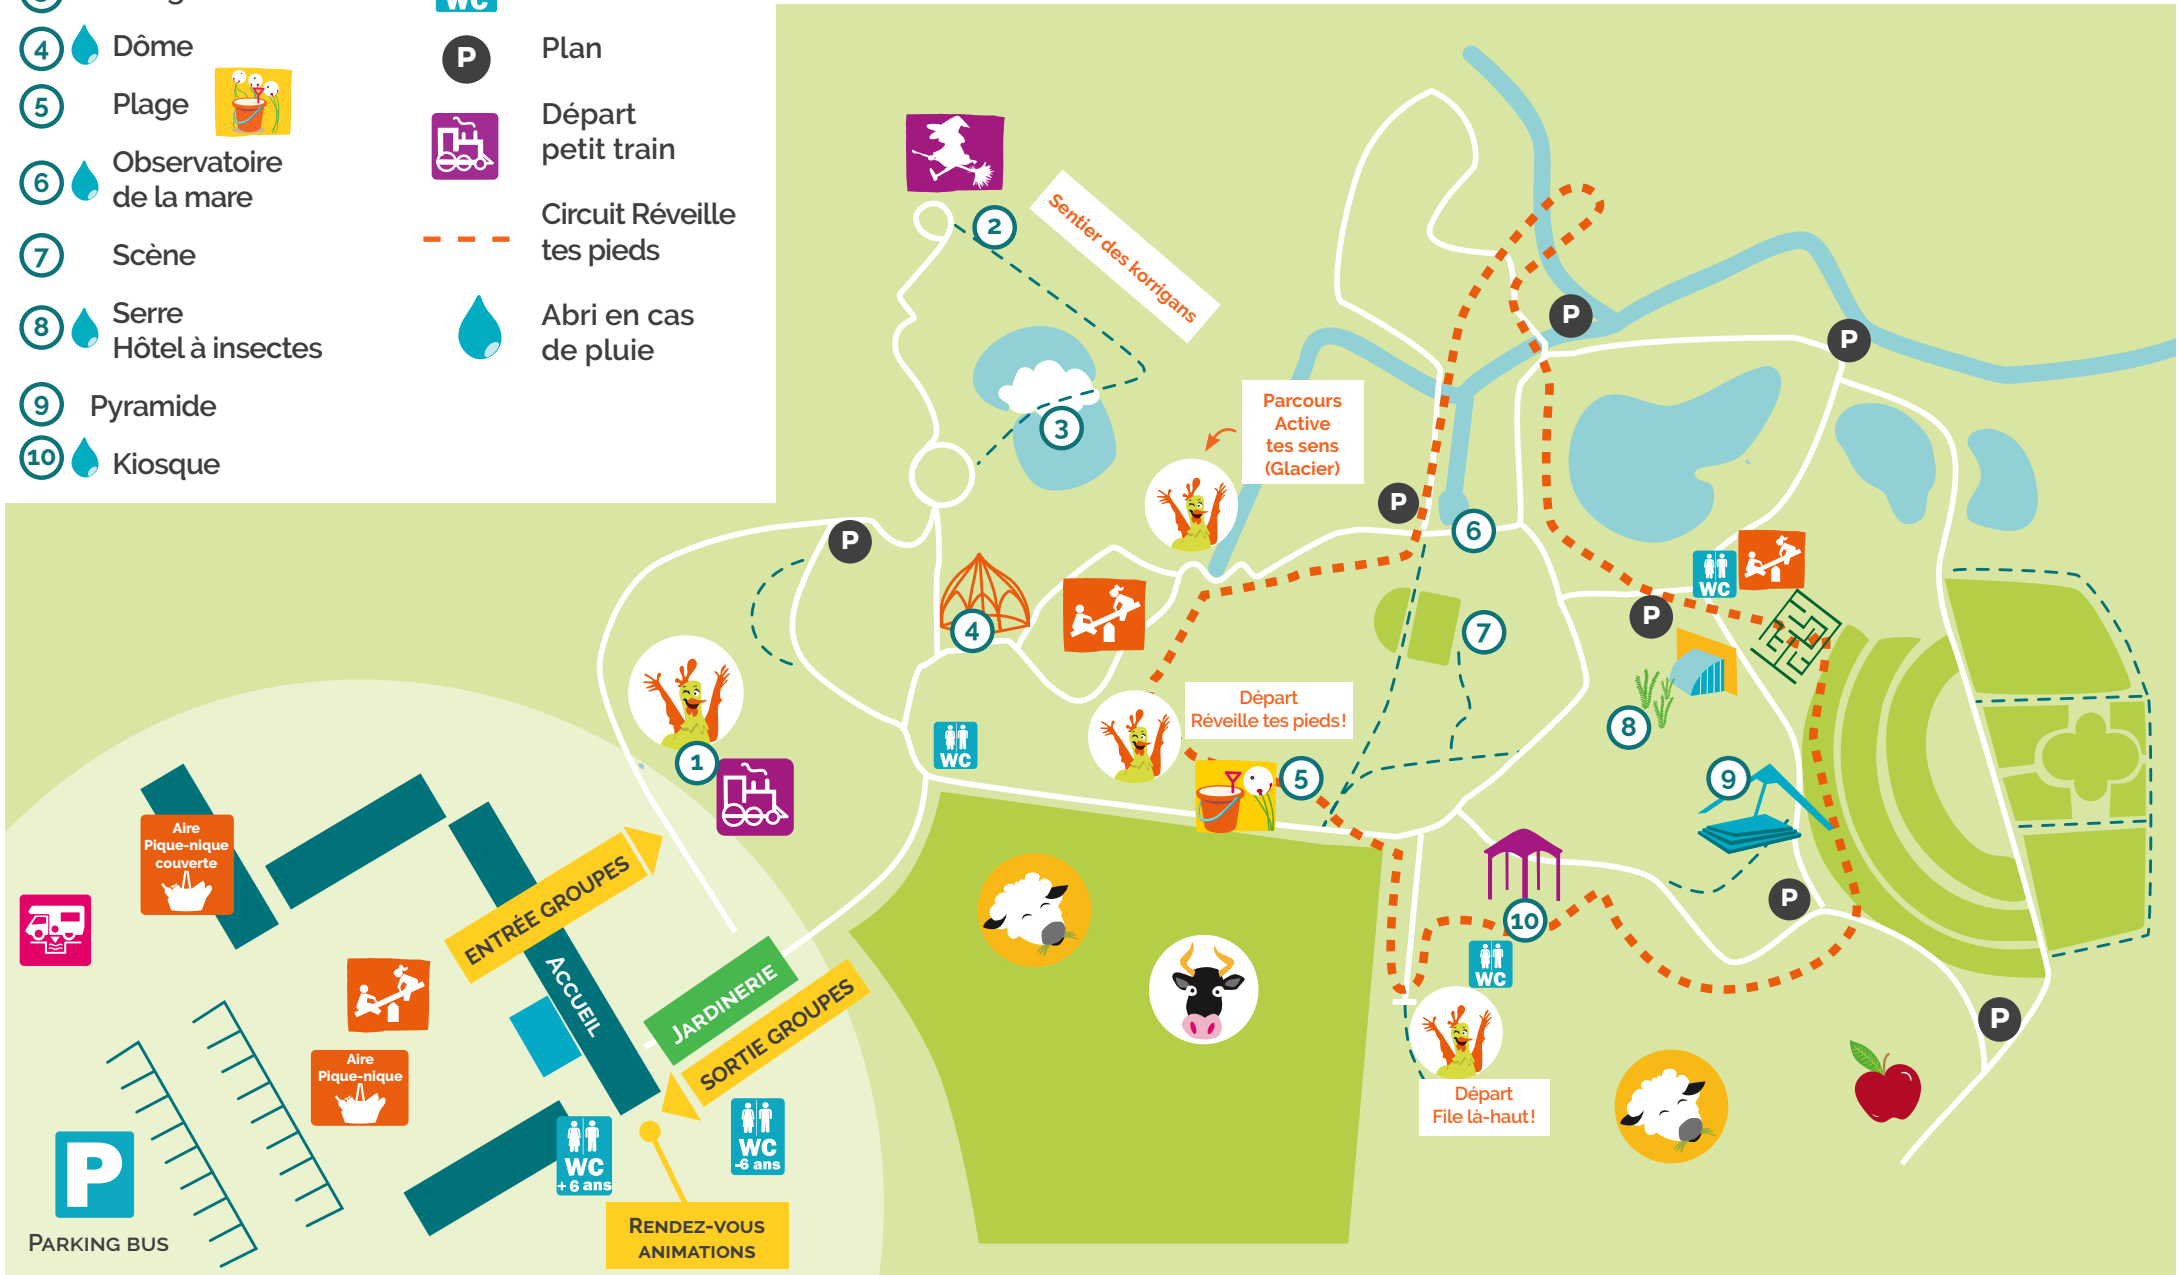 WC
4 Dôme
5 Plage
6 Observatoire
de la mare
7 Scène
8 Serre
Hôtel à insectes
9 Pyramide
10 Kiosque
P Plan
Départ
petit train
Circuit Réveille
tes pieds
Abri en cas
de pluie
2
Sentier des korrigans
3
Parcours
Active
tes sens
(Glacier)
P
P
P
P
6
4
7
WC
P
Départ
Réveille tes pieds !
8
1
WC
5
9
Aire
Pique-nique
couverte
ENTRÉE GROUPES
ACCUEIL
JARDINERIE
SORTIE GROUPES
10
WC
P
P
Départ
File là-haut !
Aire
Pique-nique
WC
+ 6 ans
WC
-6 ans
P
PARKING BUS
RENDEZ-VOUS
ANIMATIONS